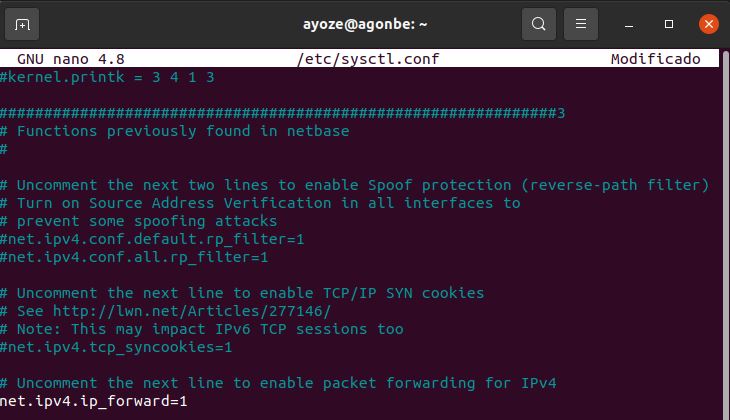 ayoze@agonbe: ~
GNU nano 4.8 /etc/sysctl.conf Modificado
#kernel.printk = 3 4 1 3
##############################################################3
# Functions previously found in netbase
#
# Uncomment the next two lines to enable Spoof protection (reverse-path filter)
# Turn on Source Address Verification in all interfaces to
# prevent some spoofing attacks
#net.ipv4.conf.default.rp_filter=1
#net.ipv4.conf.all.rp_filter=1
# Uncomment the next line to enable TCP/IP SYN cookies
# See http://lwn.net/Articles/277146/
# Note: This may impact IPv6 TCP sessions too
#net.ipv4.tcp_syncookies=1
# Uncomment the next line to enable packet forwarding for IPv4
net.ipv4.ip_forward=1